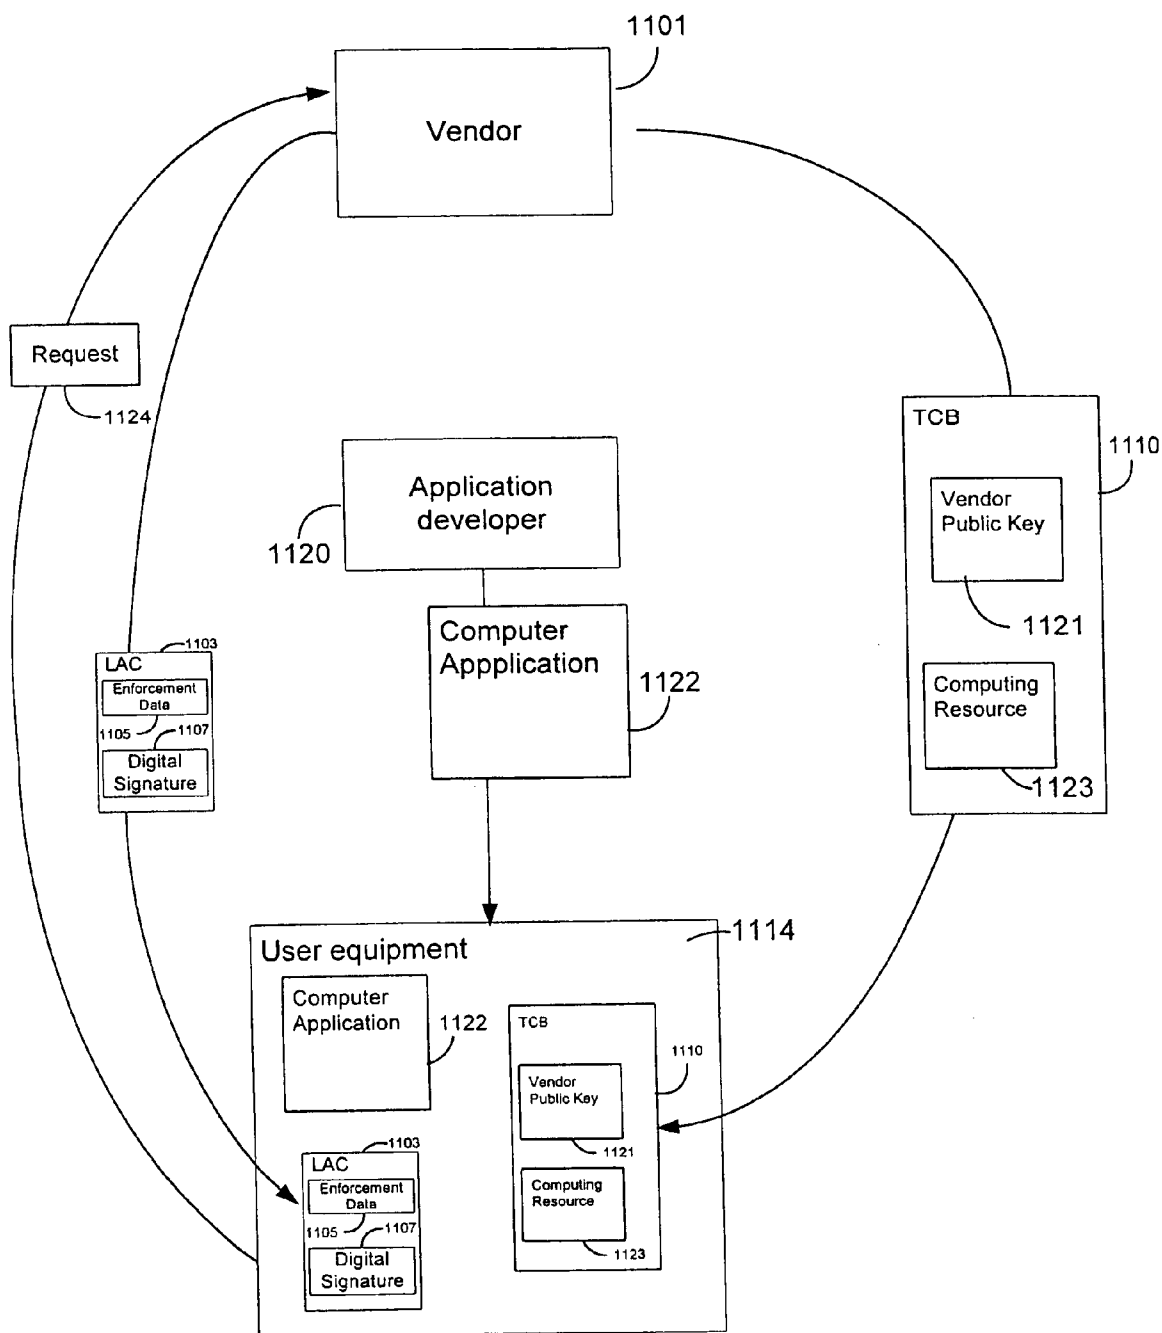 1101
Vendor
Request
1124
TCB
1110
Vendor
Public Key
1121
Computing
Resource
1123
Application
developer
1120
Computer
Appplication
1122
1103
LAC
Enforcement
Data
1105
1107
Digital
Signature
1114
User equipment
Computer
Application
1122
TCB
1110
Vendor
Public Key
1121
Computing
Resource
1123
1103
LAC
Enforcement
Data
1105
1107
Digital
Signature